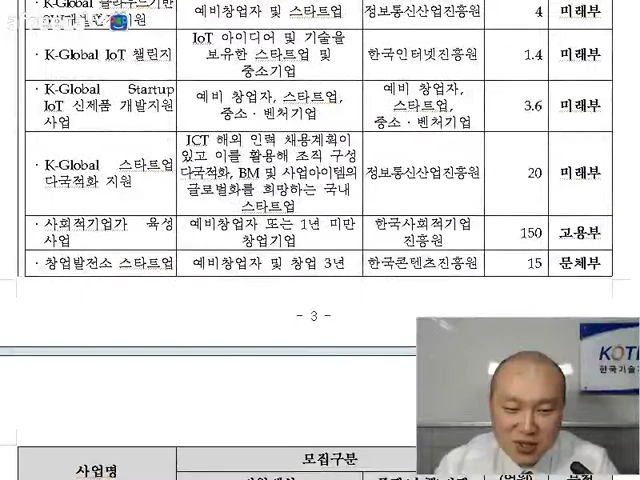 · K-Global 클라우드기반
예비창업자 및 스타트업
정보통신산업진흥원
4
미래부
· K-Global IoT 챌린지
IoT 아이디어 및 기술을
보유한 스타트업 및
중소기업
한국인터넷진흥원
1.4
미래부
· K-Global Startup
IoT 신제품 개발지원
사업
예비 창업자, 스타트업,
중소 · 벤처기업
예비 창업자,
스타트업,
중소 · 벤처기업
3.6
미래부
· K-Global 스타트업
다국적화 지원
ICT 해외 인력 채용계획이
있고 이를 활용해 조직 구성
다국적화, BM 및 사업아이템의
글로벌화를 희망하는 국내
스타트업
정보통신산업진흥원
20
미래부
· 사회적기업가 육성
사업
예비창업자 또는 1년 미만
창업기업
한국사회적기업
진흥원
150
고용부
· 창업발전소 스타트업
예비창업자 및 창업 3년
한국콘텐츠진흥원
15
문체부
- 3 -
한국기술
사업명
모집구분